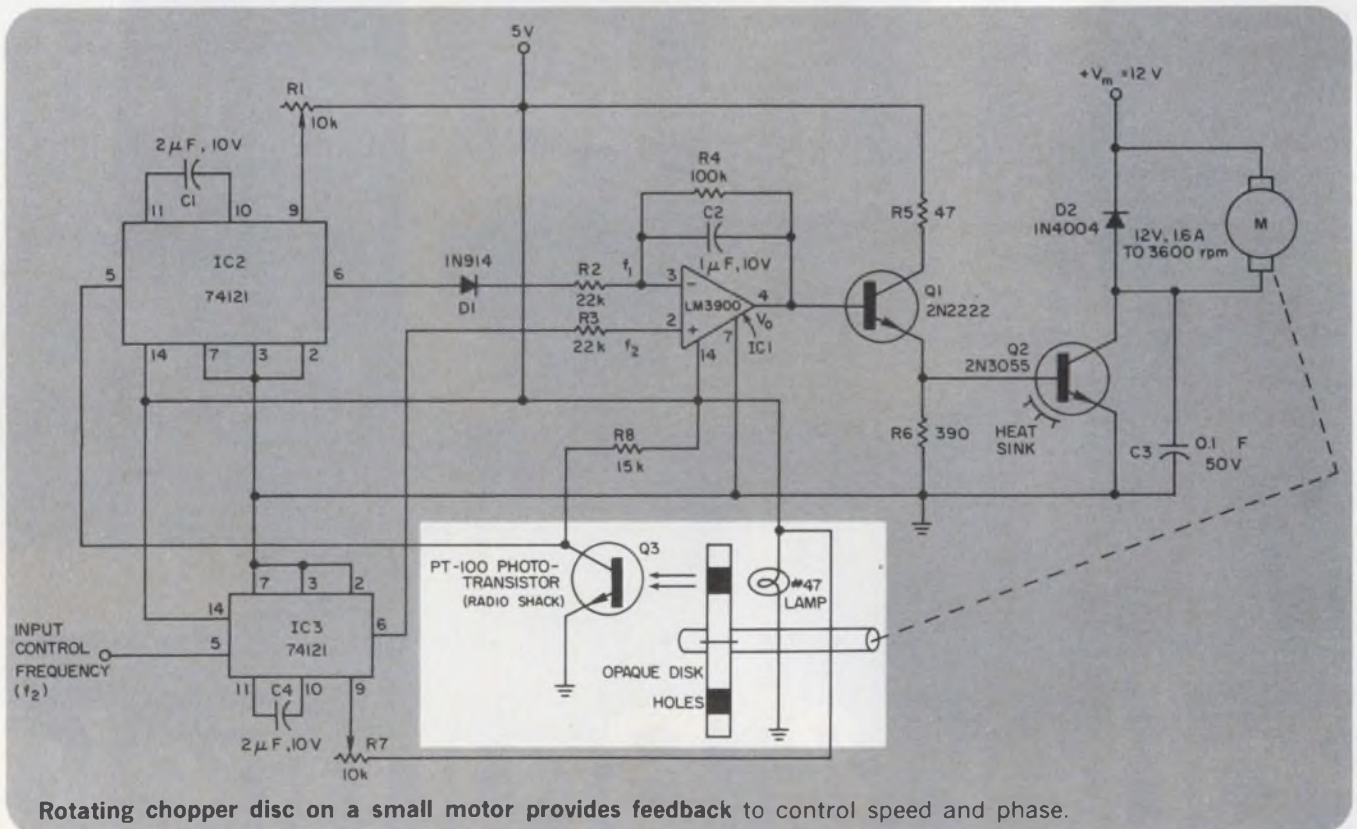 5V
+Vm = 12 V
R1
10k
2μF, 10V
C1
11
10
9
R4
100k
C2
1μF, 10V
R5 47
D2
1N4004
M
12V, 1.6A
TO 3600 rpm
5
IC2
74121
6
1N914
D1
R2
22k
f1
3
−
LM3900
4
Vo
R3
22k
f2
2
+
7
IC1
14
Q1
2N2222
14
7
3
2
Q2
2N3055
HEAT
SINK
R8
15k
R6 390
C3
0.1 F
50V
Q3
PT-100 PHOTO-
TRANSISTOR
(RADIO SHACK)
#47
LAMP
OPAQUE DISK
HOLES
7
3
2
14
IC3
74121
6
INPUT
CONTROL
FREQUENCY
(f2)
5
11
C4
10
9
2μF, 10V
R7
10k
Rotating chopper disc on a small motor provides feedback to control speed and phase.